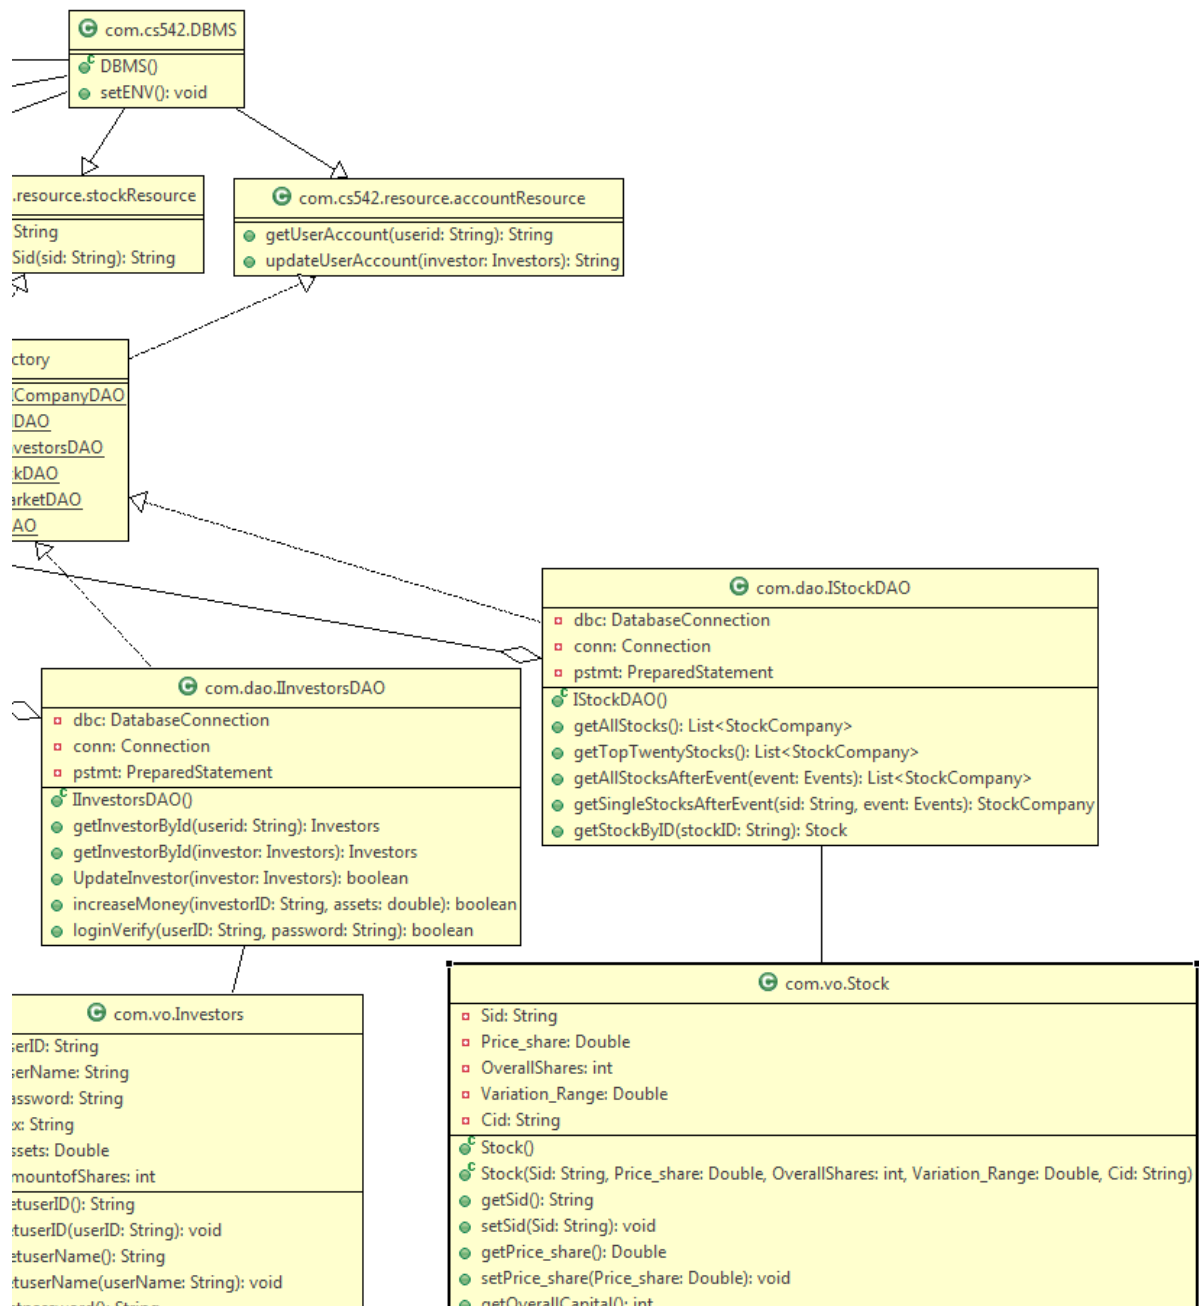 com.cs542.DBMS
DBMS()
setENV(): void
.resource.stockResource
String
Sid(sid: String): String
com.cs542.resource.accountResource
getUserAccount(userid: String): String
updateUserAccount(investor: Investors): String
ctory
CompanyDAO
DAO
vestorsDAO
kDAO
arketDAO
AO
com.dao.IStockDAO
dbc: DatabaseConnection
conn: Connection
pstmt: PreparedStatement
IStockDAO()
getAllStocks(): List<StockCompany>
getTopTwentyStocks(): List<StockCompany>
getAllStocksAfterEvent(event: Events): List<StockCompany>
getSingleStocksAfterEvent(sid: String, event: Events): StockCompany
getStockByID(stockID: String): Stock
com.dao.IInvestorsDAO
dbc: DatabaseConnection
conn: Connection
pstmt: PreparedStatement
IInvestorsDAO()
getInvestorById(userid: String): Investors
getInvestorById(investor: Investors): Investors
UpdateInvestor(investor: Investors): boolean
increaseMoney(investorID: String, assets: double): boolean
loginVerify(userID: String, password: String): boolean
com.vo.Investors
serID: String
serName: String
assword: String
x: String
ssets: Double
mountofShares: int
etuserID(): String
etuserID(userID: String): void
etuserName(): String
etuserName(userName: String): void
etpassword(): String
com.vo.Stock
Sid: String
Price_share: Double
OverallShares: int
Variation_Range: Double
Cid: String
Stock()
Stock(Sid: String, Price_share: Double, OverallShares: int, Variation_Range: Double, Cid: String)
getSid(): String
setSid(Sid: String): void
getPrice_share(): Double
setPrice_share(Price_share: Double): void
getOverallCapital(): int